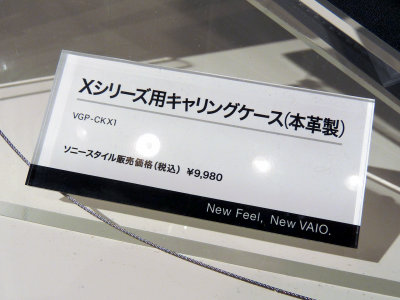 Xシリーズ用キャリングケース(本革製)
VGP-CKX1
ソニースタイル販売価格(税込) ¥9,980
New Feel, New VAIO.